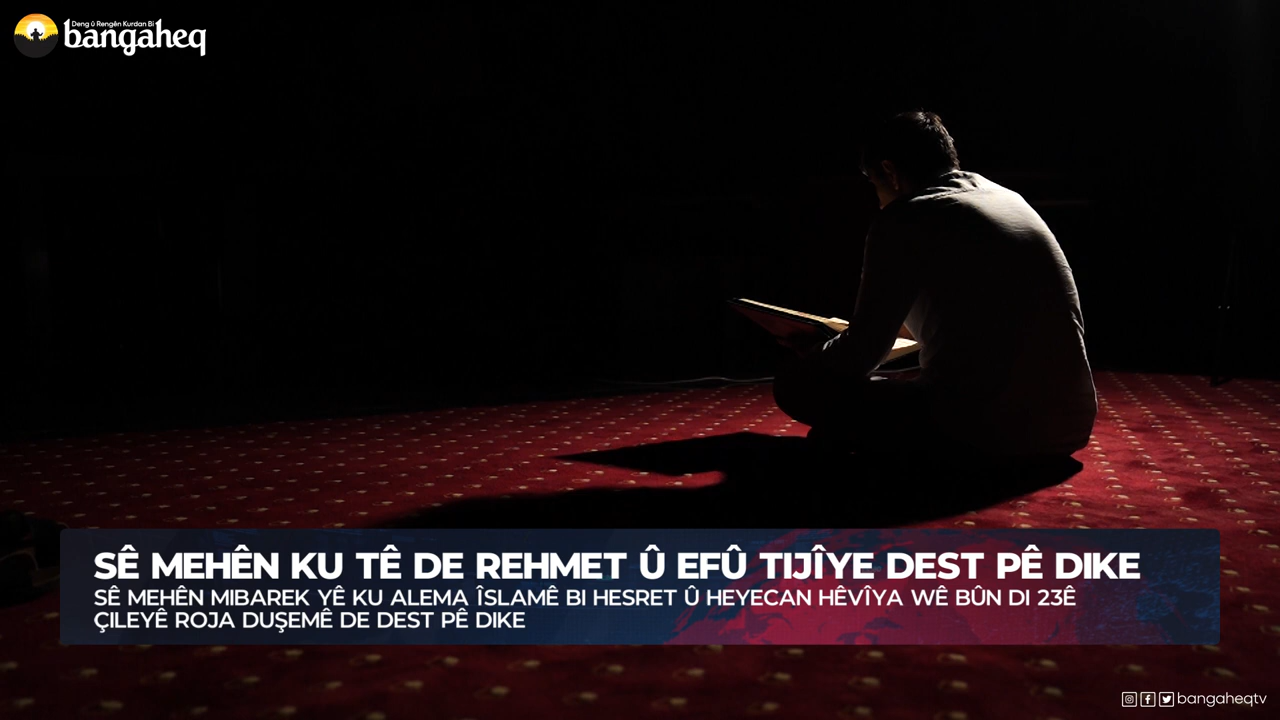 Deng û Rengên Kurdan Bi
bangaheq
SÊ MEHÊN KU TÊ DE REHMET Û EFÛ TIJÎYE DEST PÊ DIKE
SÊ MEHÊN MIBAREK YÊ KU ALEMA ÎSLAMÊ BI HESRET Û HEYECAN HÊVÎYA WÊ BÛN DI 23Ê
ÇILEYÊ ROJA DUŞEMÊ DE DEST PÊ DIKE
bangaheqtv